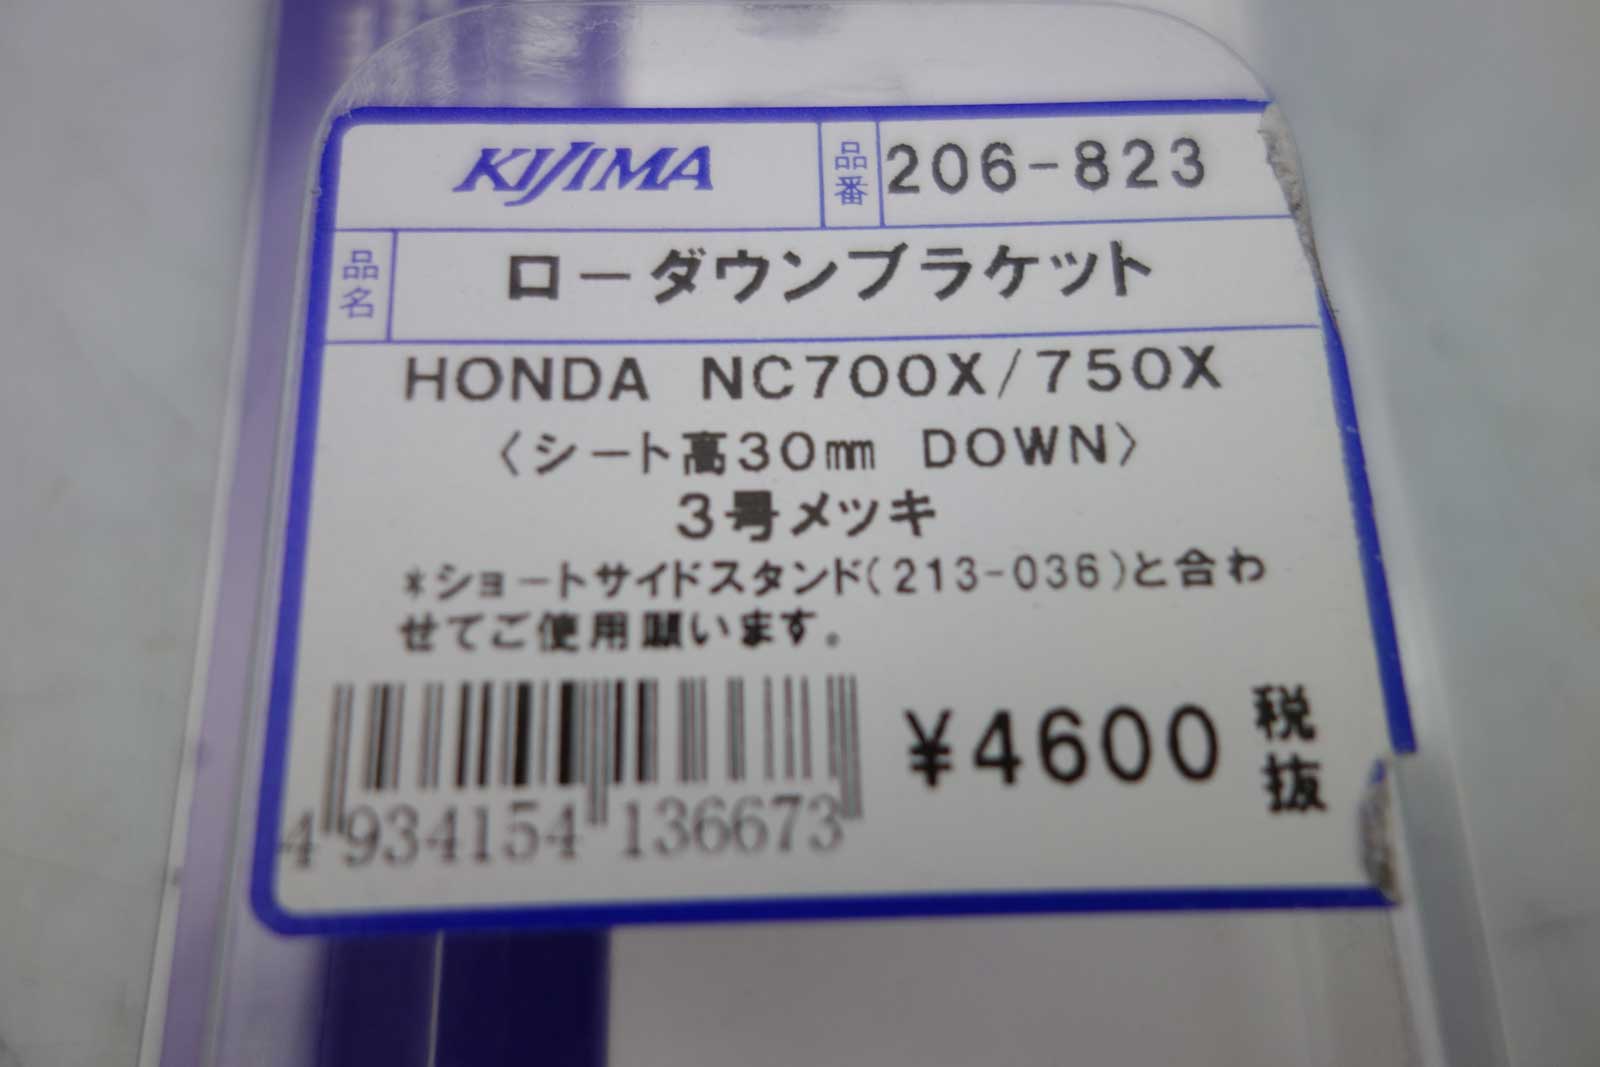 KIJIMA 品番 206-823
品名 ローダウンブラケット
HONDA NC700X/750X
〈シート高30㎜ DOWN〉
3号メッキ
*ショートサイドスタンド(213-036)と合わ
せてご使用願います。
¥4600 税抜
4 934154 136673